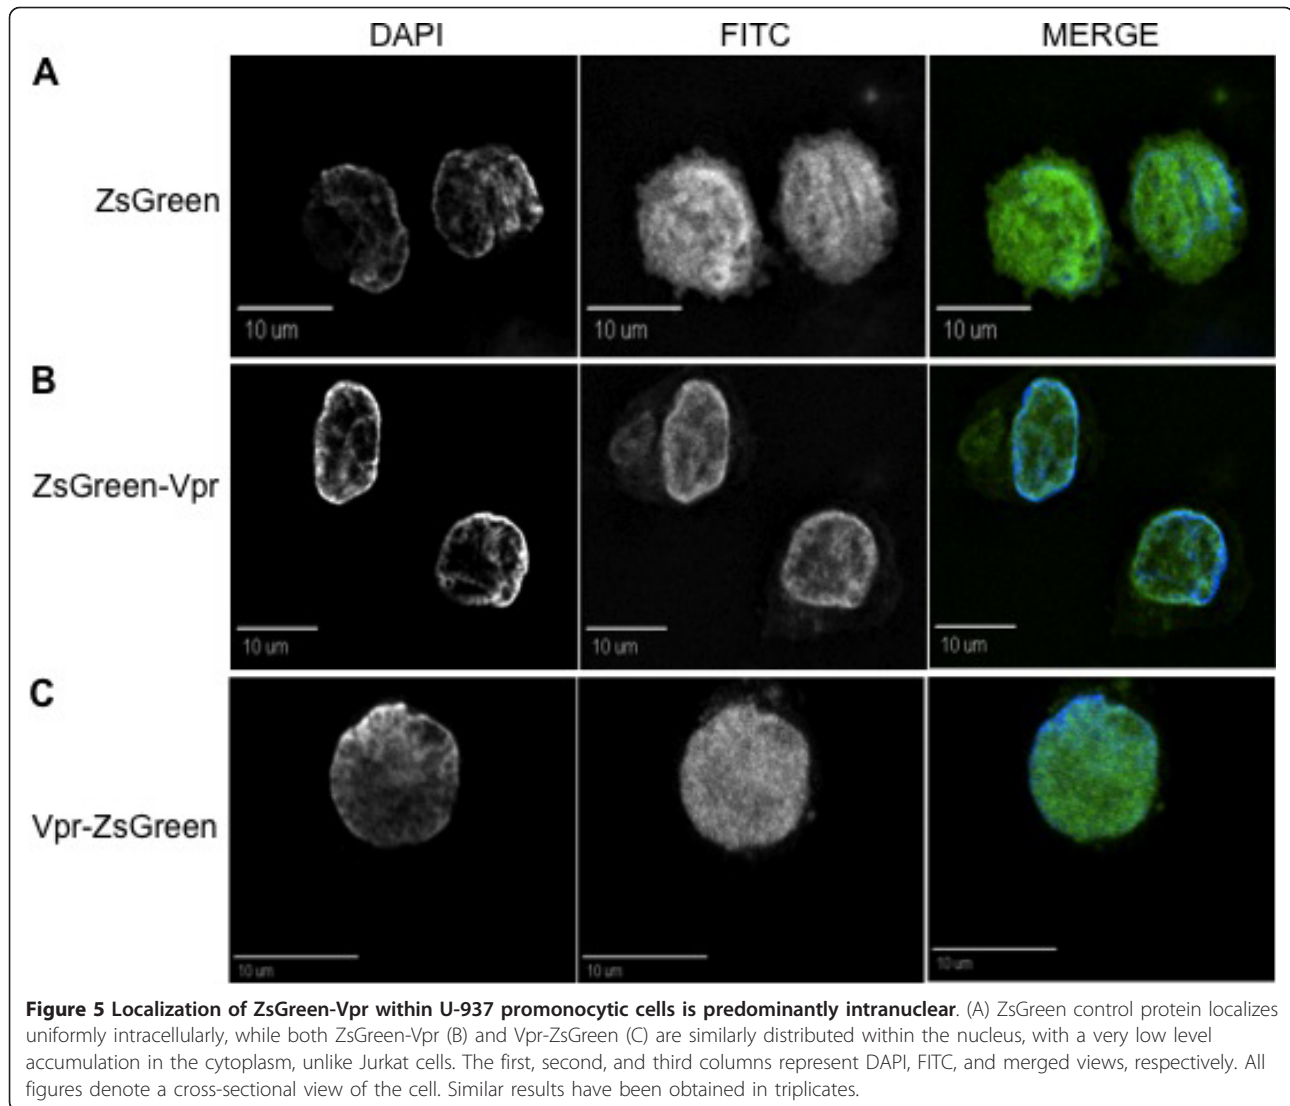 DAPI FITC MERGE
A
ZsGreen
10 um 10 um 10 um
B
ZsGreen-Vpr
10 um 10 um 10 um
C
Vpr-ZsGreen
10 um 10 um 10 um
Figure 5 Localization of ZsGreen-Vpr within U-937 promonocytic cells is predominantly intranuclear. (A) ZsGreen control protein localizes
uniformly intracellularly, while both ZsGreen-Vpr (B) and Vpr-ZsGreen (C) are similarly distributed within the nucleus, with a very low level
accumulation in the cytoplasm, unlike Jurkat cells. The first, second, and third columns represent DAPI, FITC, and merged views, respectively. All
figures denote a cross-sectional view of the cell. Similar results have been obtained in triplicates.